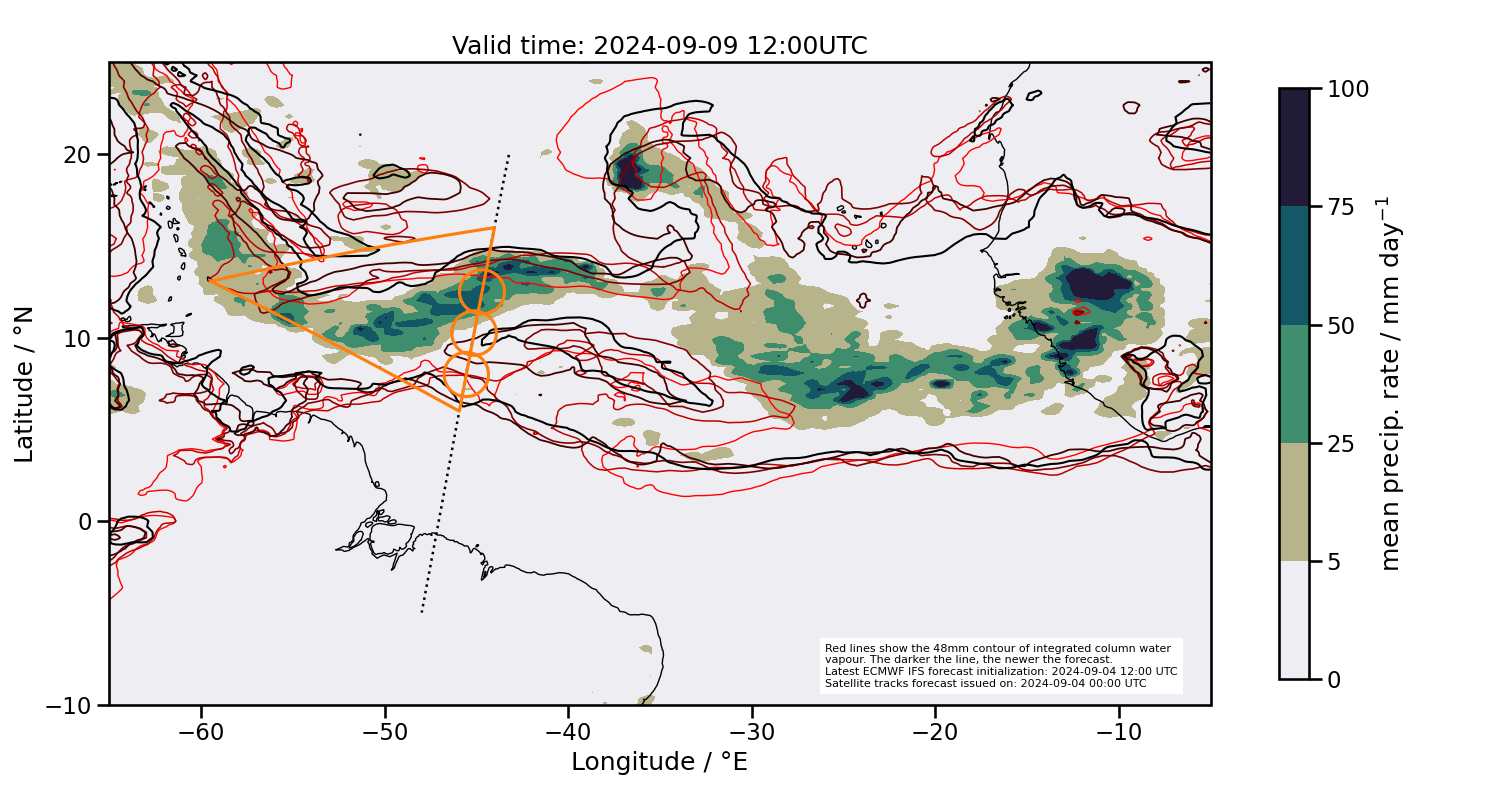 Valid time: 2024-09-09 12:00UTC
20
10
0
−10
Latitude / °N
−60
−50
−40
−30
−20
−10
Longitude / °E
Red lines show the 48mm contour of integrated column water
vapour. The darker the line, the newer the forecast.
Latest ECMWF IFS forecast initialization: 2024-09-04 12:00 UTC
Satellite tracks forecast issued on: 2024-09-04 00:00 UTC
100
75
50
25
5
0
mean precip. rate / mm day⁻¹